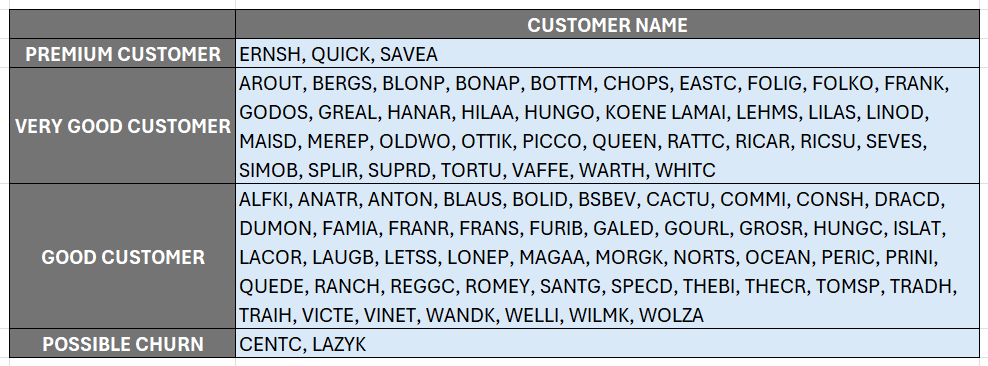 CUSTOMER NAME
PREMIUM CUSTOMER ERNSH, QUICK, SAVEA
VERY GOOD CUSTOMER AROUT, BERGS, BLONP, BONAP, BOTTM, CHOPS, EASTC, FOLIG, FOLKO, FRANK,
GODOS, GREAL, HANAR, HILAA, HUNGO, KOENE LAMAI, LEHMS, LILAS, LINOD,
MAISD, MEREP, OLDWO, OTTIK, PICCO, QUEEN, RATTC, RICAR, RICSU, SEVES,
SIMOB, SPLIR, SUPRD, TORTU, VAFFE, WARTH, WHITC
GOOD CUSTOMER ALFKI, ANATR, ANTON, BLAUS, BOLID, BSBEV, CACTU, COMMI, CONSH, DRACD,
DUMON, FAMIA, FRANR, FRANS, FURIB, GALED, GOURL, GROSR, HUNGC, ISLAT,
LACOR, LAUGB, LETSS, LONEP, MAGAA, MORGK, NORTS, OCEAN, PERIC, PRINI,
QUEDE, RANCH, REGGC, ROMEY, SANTG, SPECD, THEBI, THECR, TOMSP, TRADH,
TRAIH, VICTE, VINET, WANDK, WELLI, WILMK, WOLZA
POSSIBLE CHURN CENTC, LAZYK